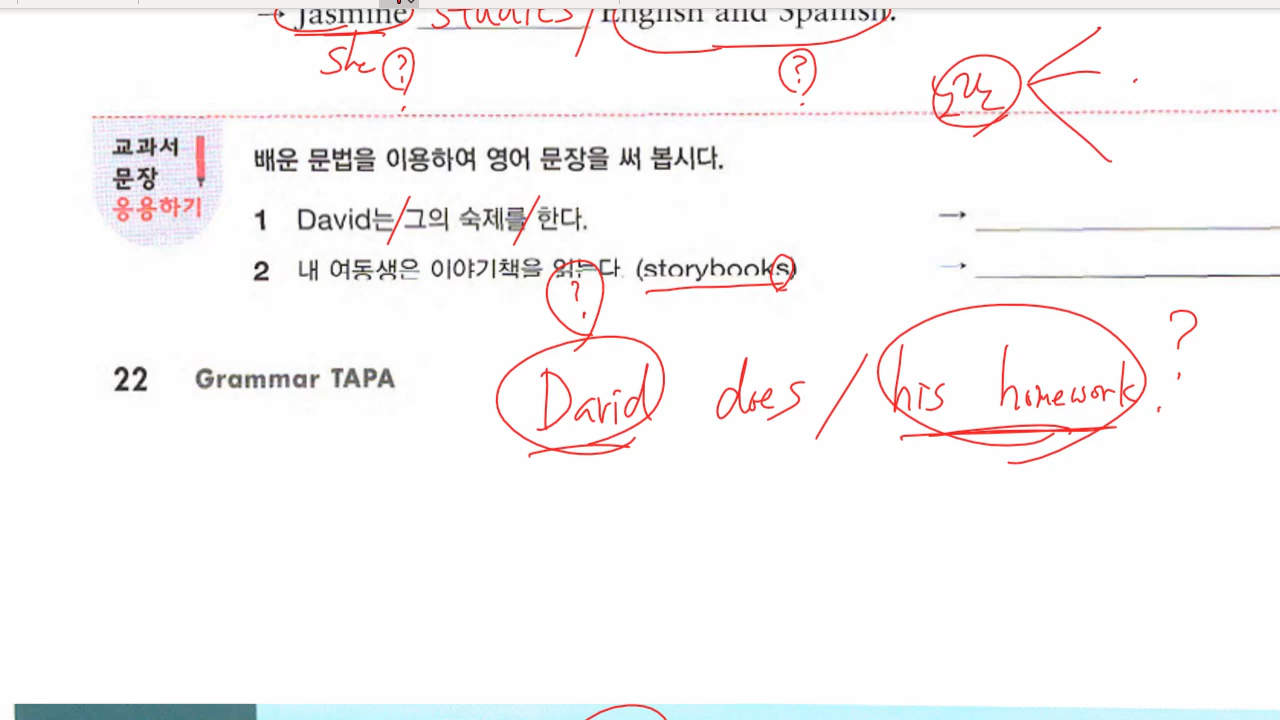 → Jasmine studies / English and Spanish.
She ? ?
교과서
문장
응용하기
배운 문법을 이용하여 영어 문장을 써 봅시다.
1 David는/그의 숙제를/한다. →
2 내 여동생은 이야기책을 읽는다. (storybooks) →
?
David does / his homework ?
22 Grammar TAPA